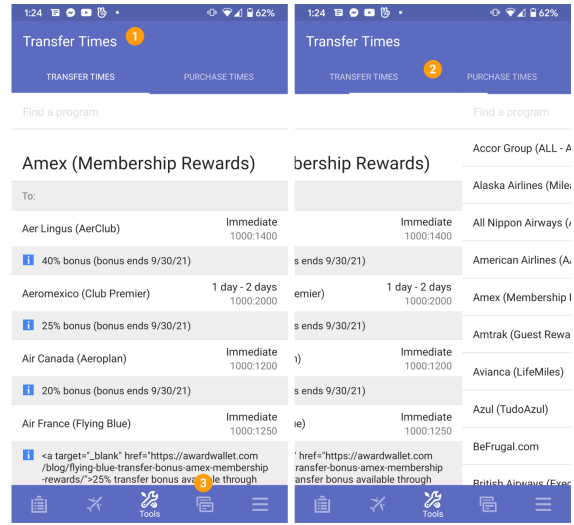 1:24
62%
Transfer Times
1
TRANSFER TIMES
PURCHASE TIMES
Find a program
Amex (Membership Rewards)
To:
Aer Lingus (AerClub)
Immediate
1000:1400
40% bonus (bonus ends 9/30/21)
Aeromexico (Club Premier)
1 day - 2 days
1000:2000
25% bonus (bonus ends 9/30/21)
Air Canada (Aeroplan)
Immediate
1000:1200
20% bonus (bonus ends 9/30/21)
Air France (Flying Blue)
Immediate
1000:1250
<a target="_blank" href="https://awardwallet.com
/blog/flying-blue-transfer-bonus-amex-membership
-rewards/">25% transfer bonus available through
3
Tools
1:24
62%
Transfer Times
TRANSFER TIMES
2
PURCHASE TIMES
bership Rewards)
Immediate
1000:1400
s ends 9/30/21)
emier)
1 day - 2 days
1000:2000
s ends 9/30/21)
n)
Immediate
1000:1200
s ends 9/30/21)
ue)
Immediate
1000:1250
' href="https://awardwallet.com
ransfer-bonus-amex-membership
ansfer bonus available through
Find a program
Accor Group (ALL - A
Alaska Airlines (Milea
All Nippon Airways (A
American Airlines (AA
Amex (Membership
Amtrak (Guest Rewa
Avianca (LifeMiles)
Azul (TudoAzul)
BeFrugal.com
British Airways (Exec
Tools